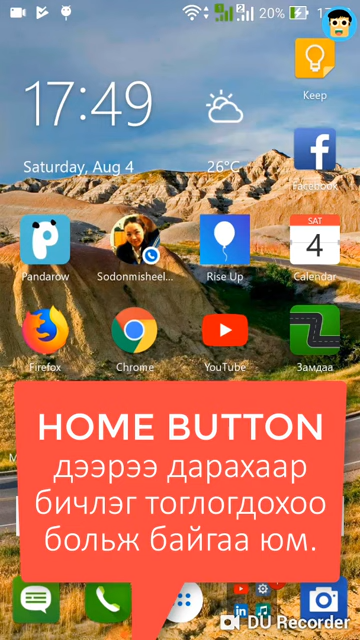 20%
17:49
Keep
Saturday, Aug 4
26°C
Facebook
SAT
4
Pandarow
Sodonmisheel...
Rise Up
Calendar
Firefox
Chrome
YouTube
Замдаа
HOME BUTTON
дээрээ дарахаар
бичлэг тоглогдохоо
больж байгаа юм.
DU Recorder